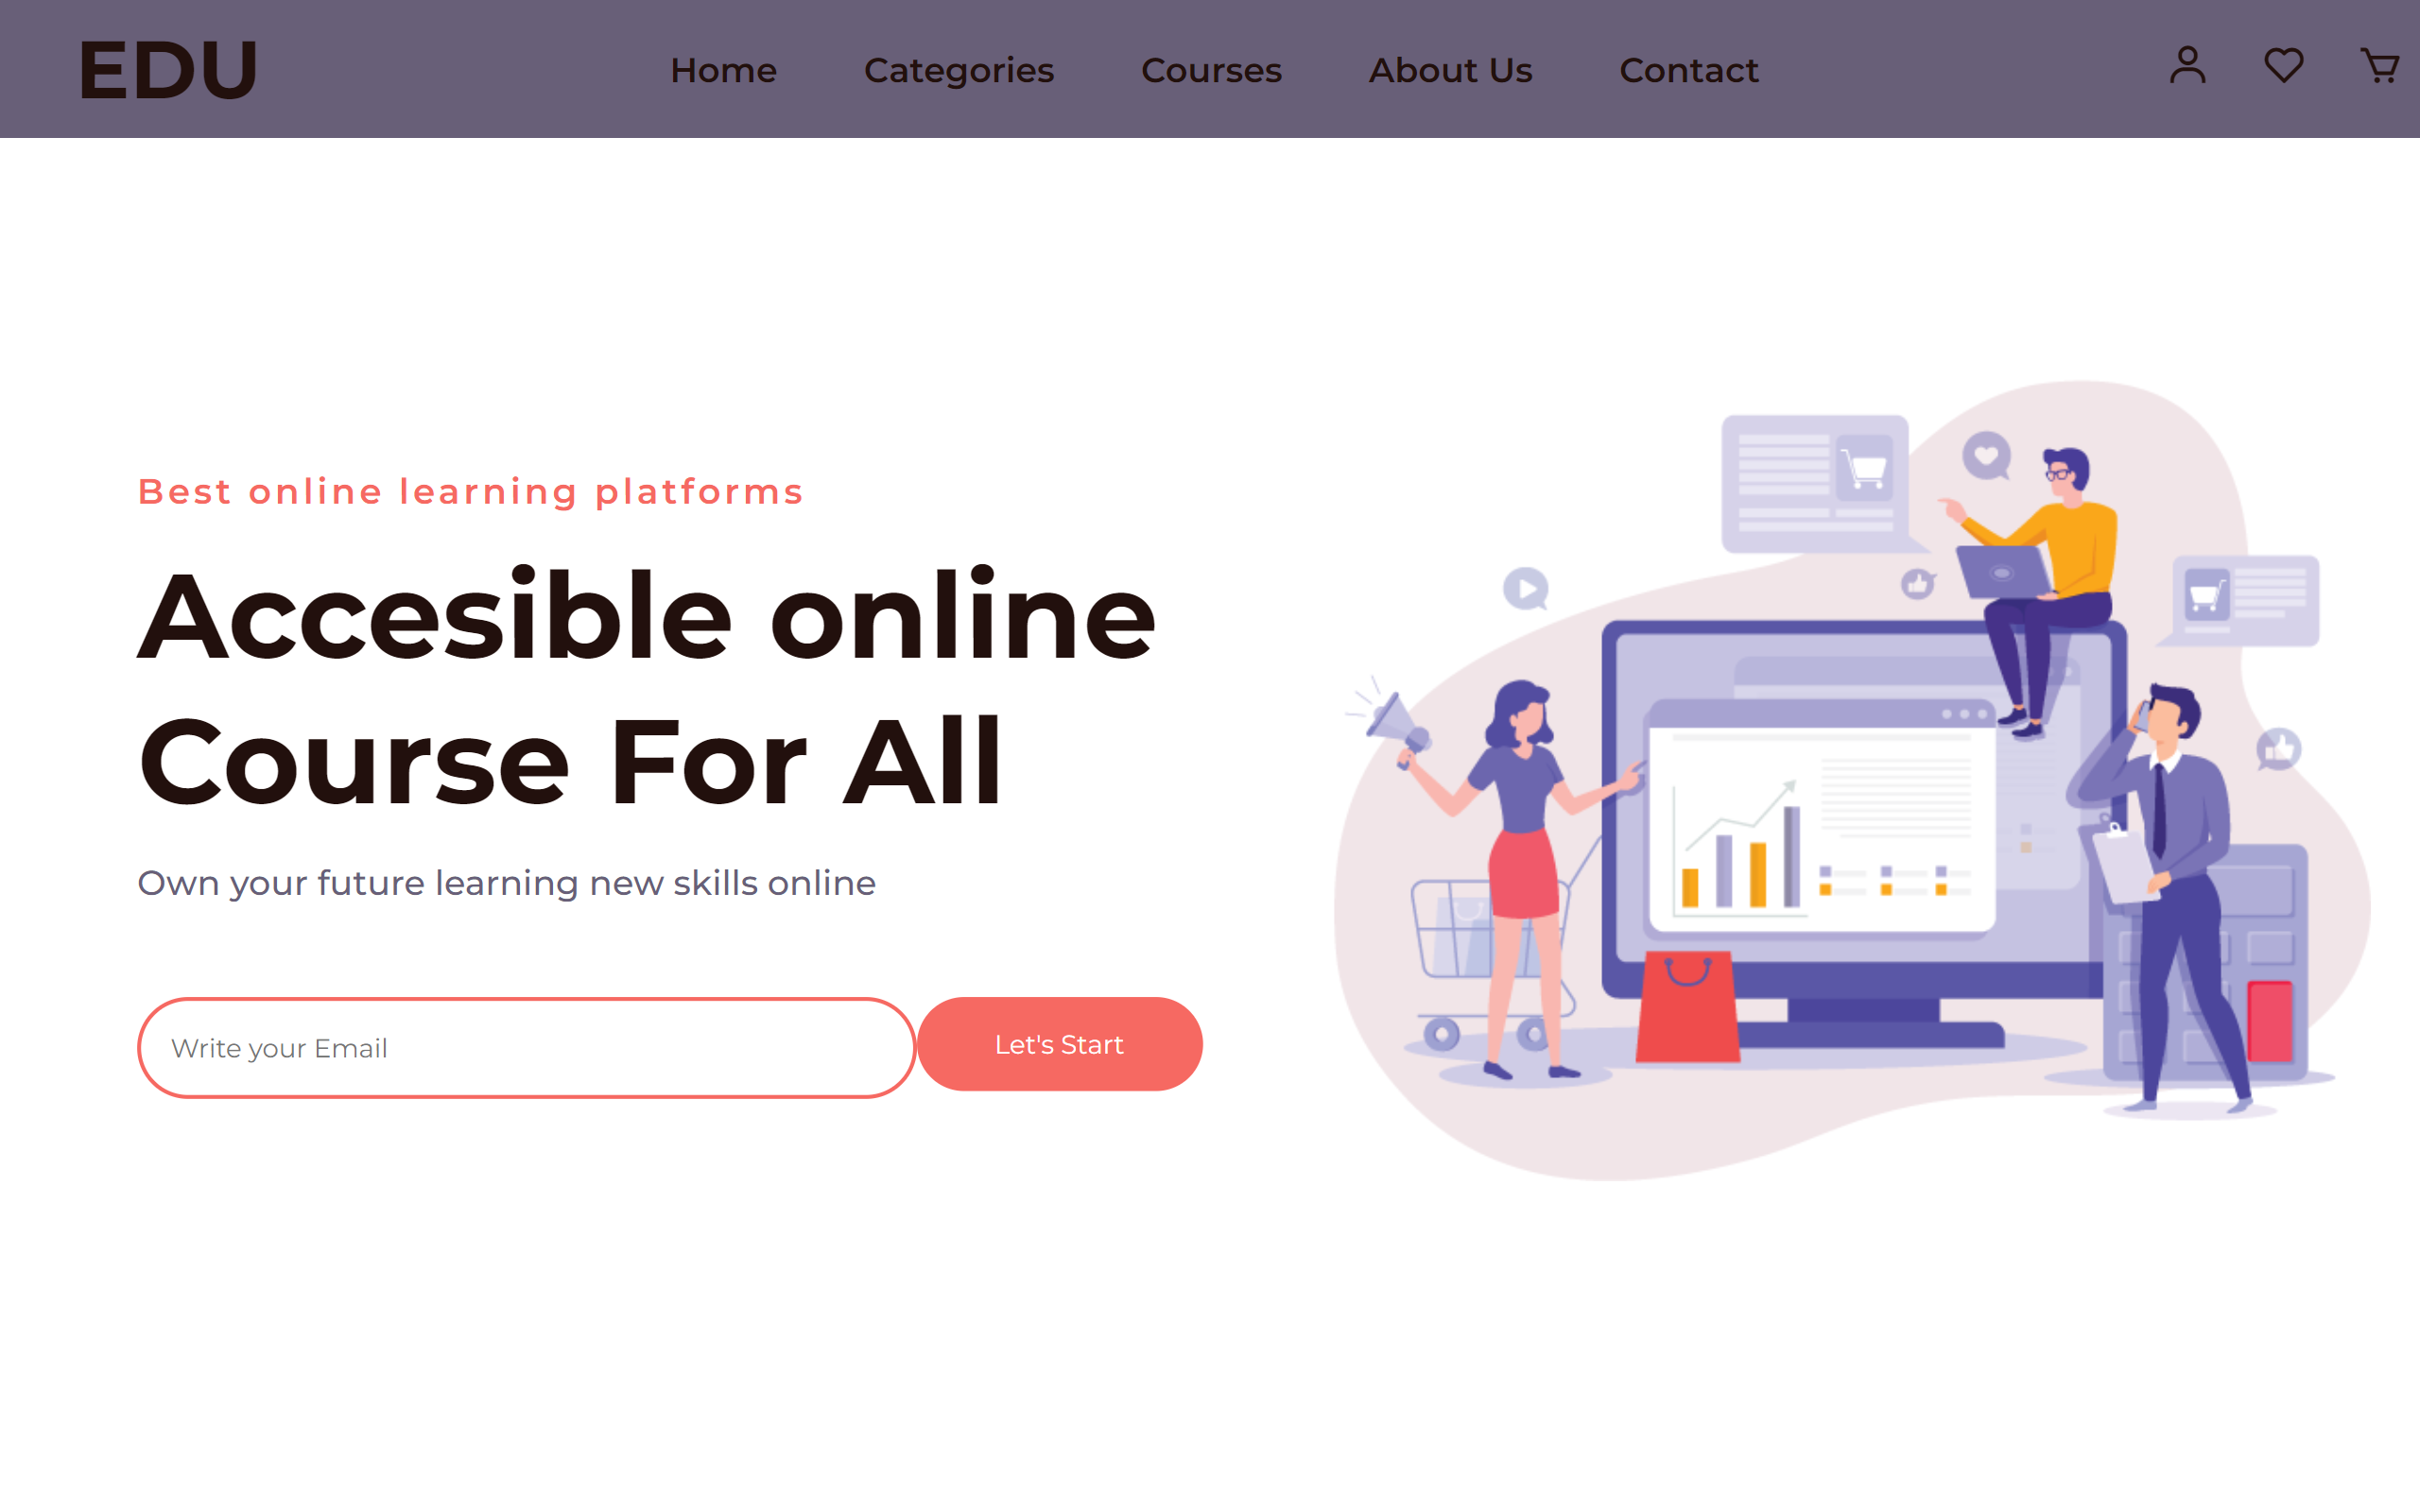 EDU
Home Categories Courses About Us Contact
Best online learning platforms
Accesible online
Course For All
Own your future learning new skills online
Write your Email
Let's Start